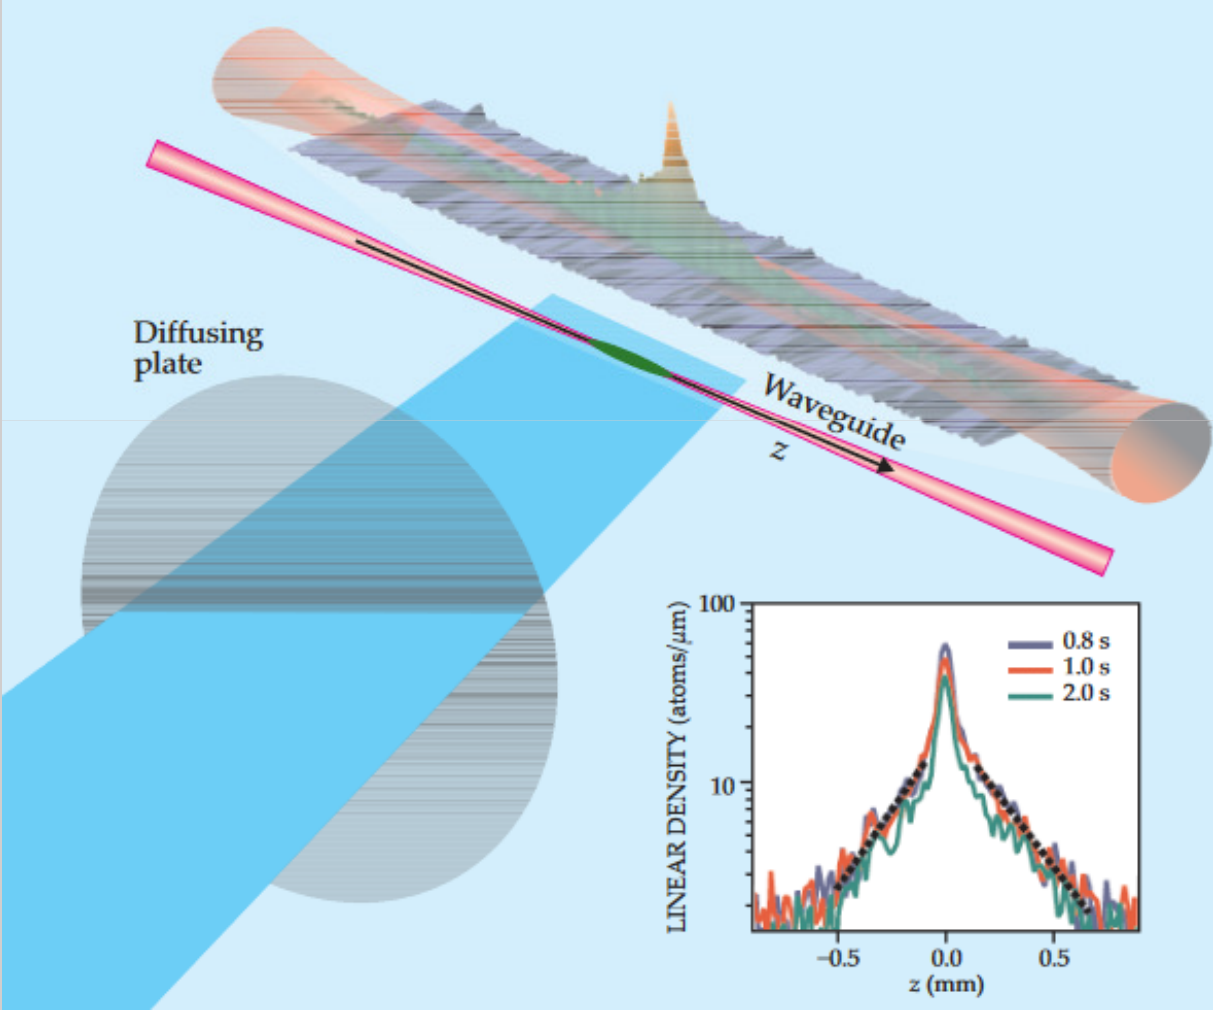 Diffusing
plate
Waveguide
z
LINEAR DENSITY (atoms/μm)
100
10
0.8 s
1.0 s
2.0 s
−0.5
0.0
0.5
z (mm)